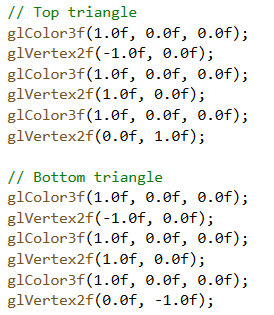 // Top triangle
glColor3f(1.0f, 0.0f, 0.0f);
glVertex2f(-1.0f, 0.0f);
glColor3f(1.0f, 0.0f, 0.0f);
glVertex2f(1.0f, 0.0f);
glColor3f(1.0f, 0.0f, 0.0f);
glVertex2f(0.0f, 1.0f);

// Bottom triangle
glColor3f(1.0f, 0.0f, 0.0f);
glVertex2f(-1.0f, 0.0f);
glColor3f(1.0f, 0.0f, 0.0f);
glVertex2f(1.0f, 0.0f);
glColor3f(1.0f, 0.0f, 0.0f);
glVertex2f(0.0f, -1.0f);